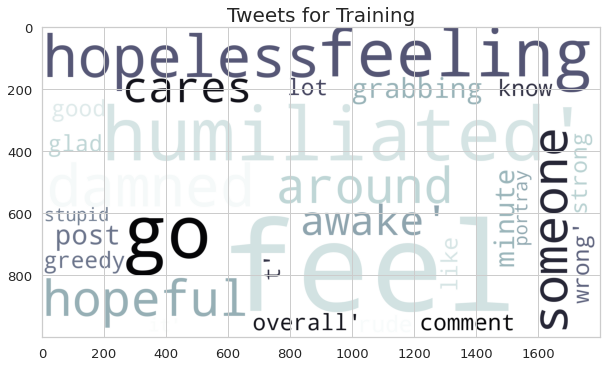 Tweets for Training
0
hopeless feeling
cares lot grabbing know
200
good
humiliated'
glad
400
damned around
someone
strong
minute
portray
600
stupid
go
awake'
post
feel
wrong'
greedy
t'
like
800
hopeful
overall' rude comment
0 200 400 600 800 1000 1200 1400 1600